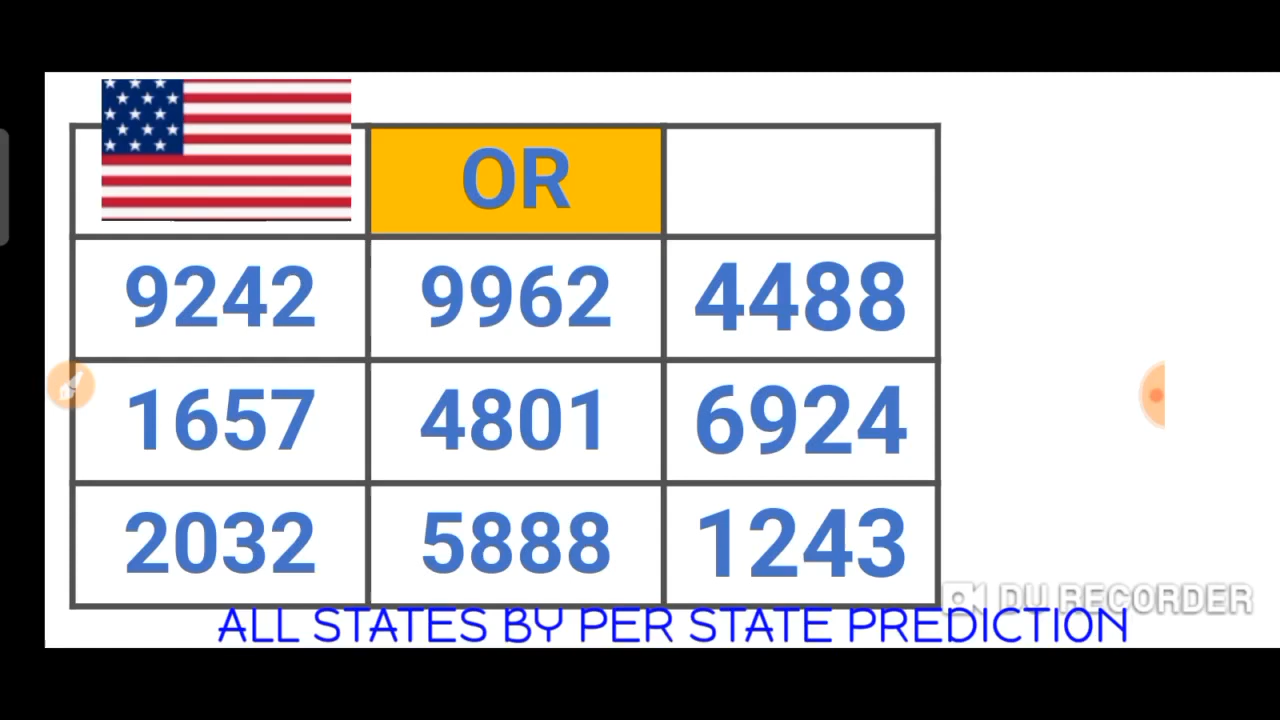 OR
9242 9962 4488
1657 4801 6924
2032 5888 1243
DU RECORDER
ALL STATES BY PER STATE PREDICTION